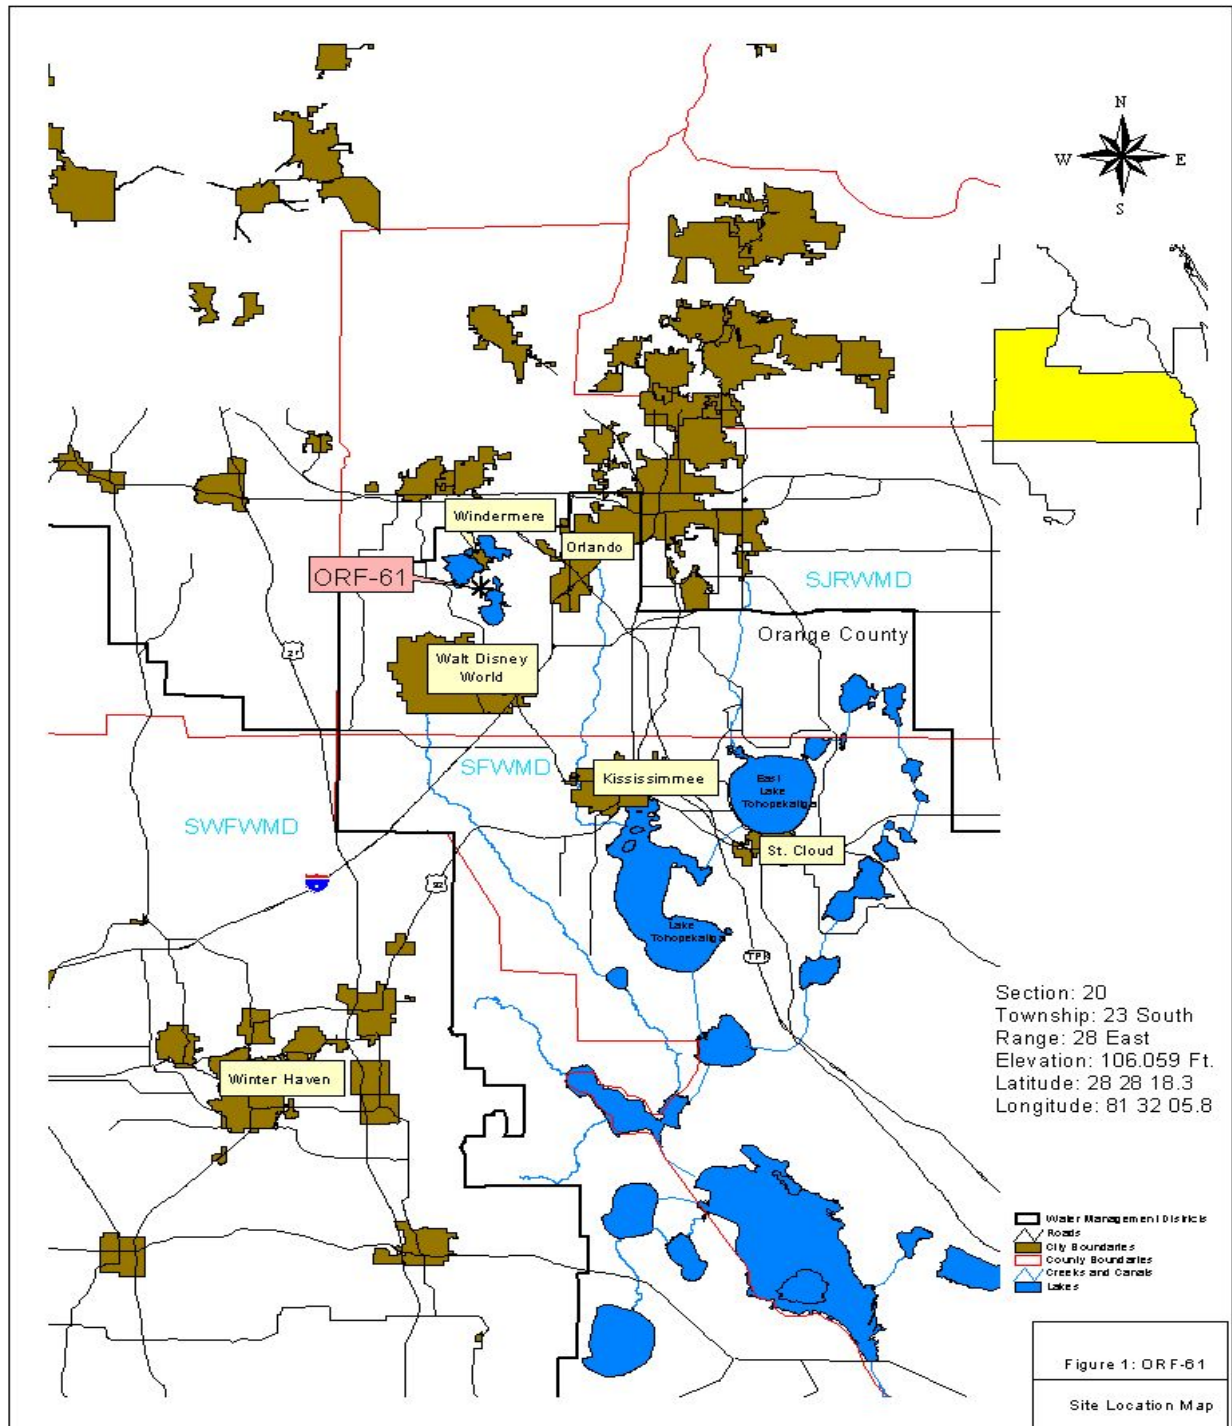 N
W E
S
Windermere
Orlando
ORF-61
SJRWMD
Orange County
Walt Disney
World
27
SFWMD
Kississimmee
East
Lake
Tohopekaliga
SWFWMD
St. Cloud
92
Lake
Tohopekaliga
TPK
Section: 20
Township: 23 South
Range: 28 East
Elevation: 106.059 Ft.
Latitude: 28 28 18.3
Longitude: 81 32 05.8
Winter Haven
Water Management Districts
Roads
City Boundaries
County Boundaries
Creeks and Canals
Lakes
Figure 1: ORF-61
Site Location Map